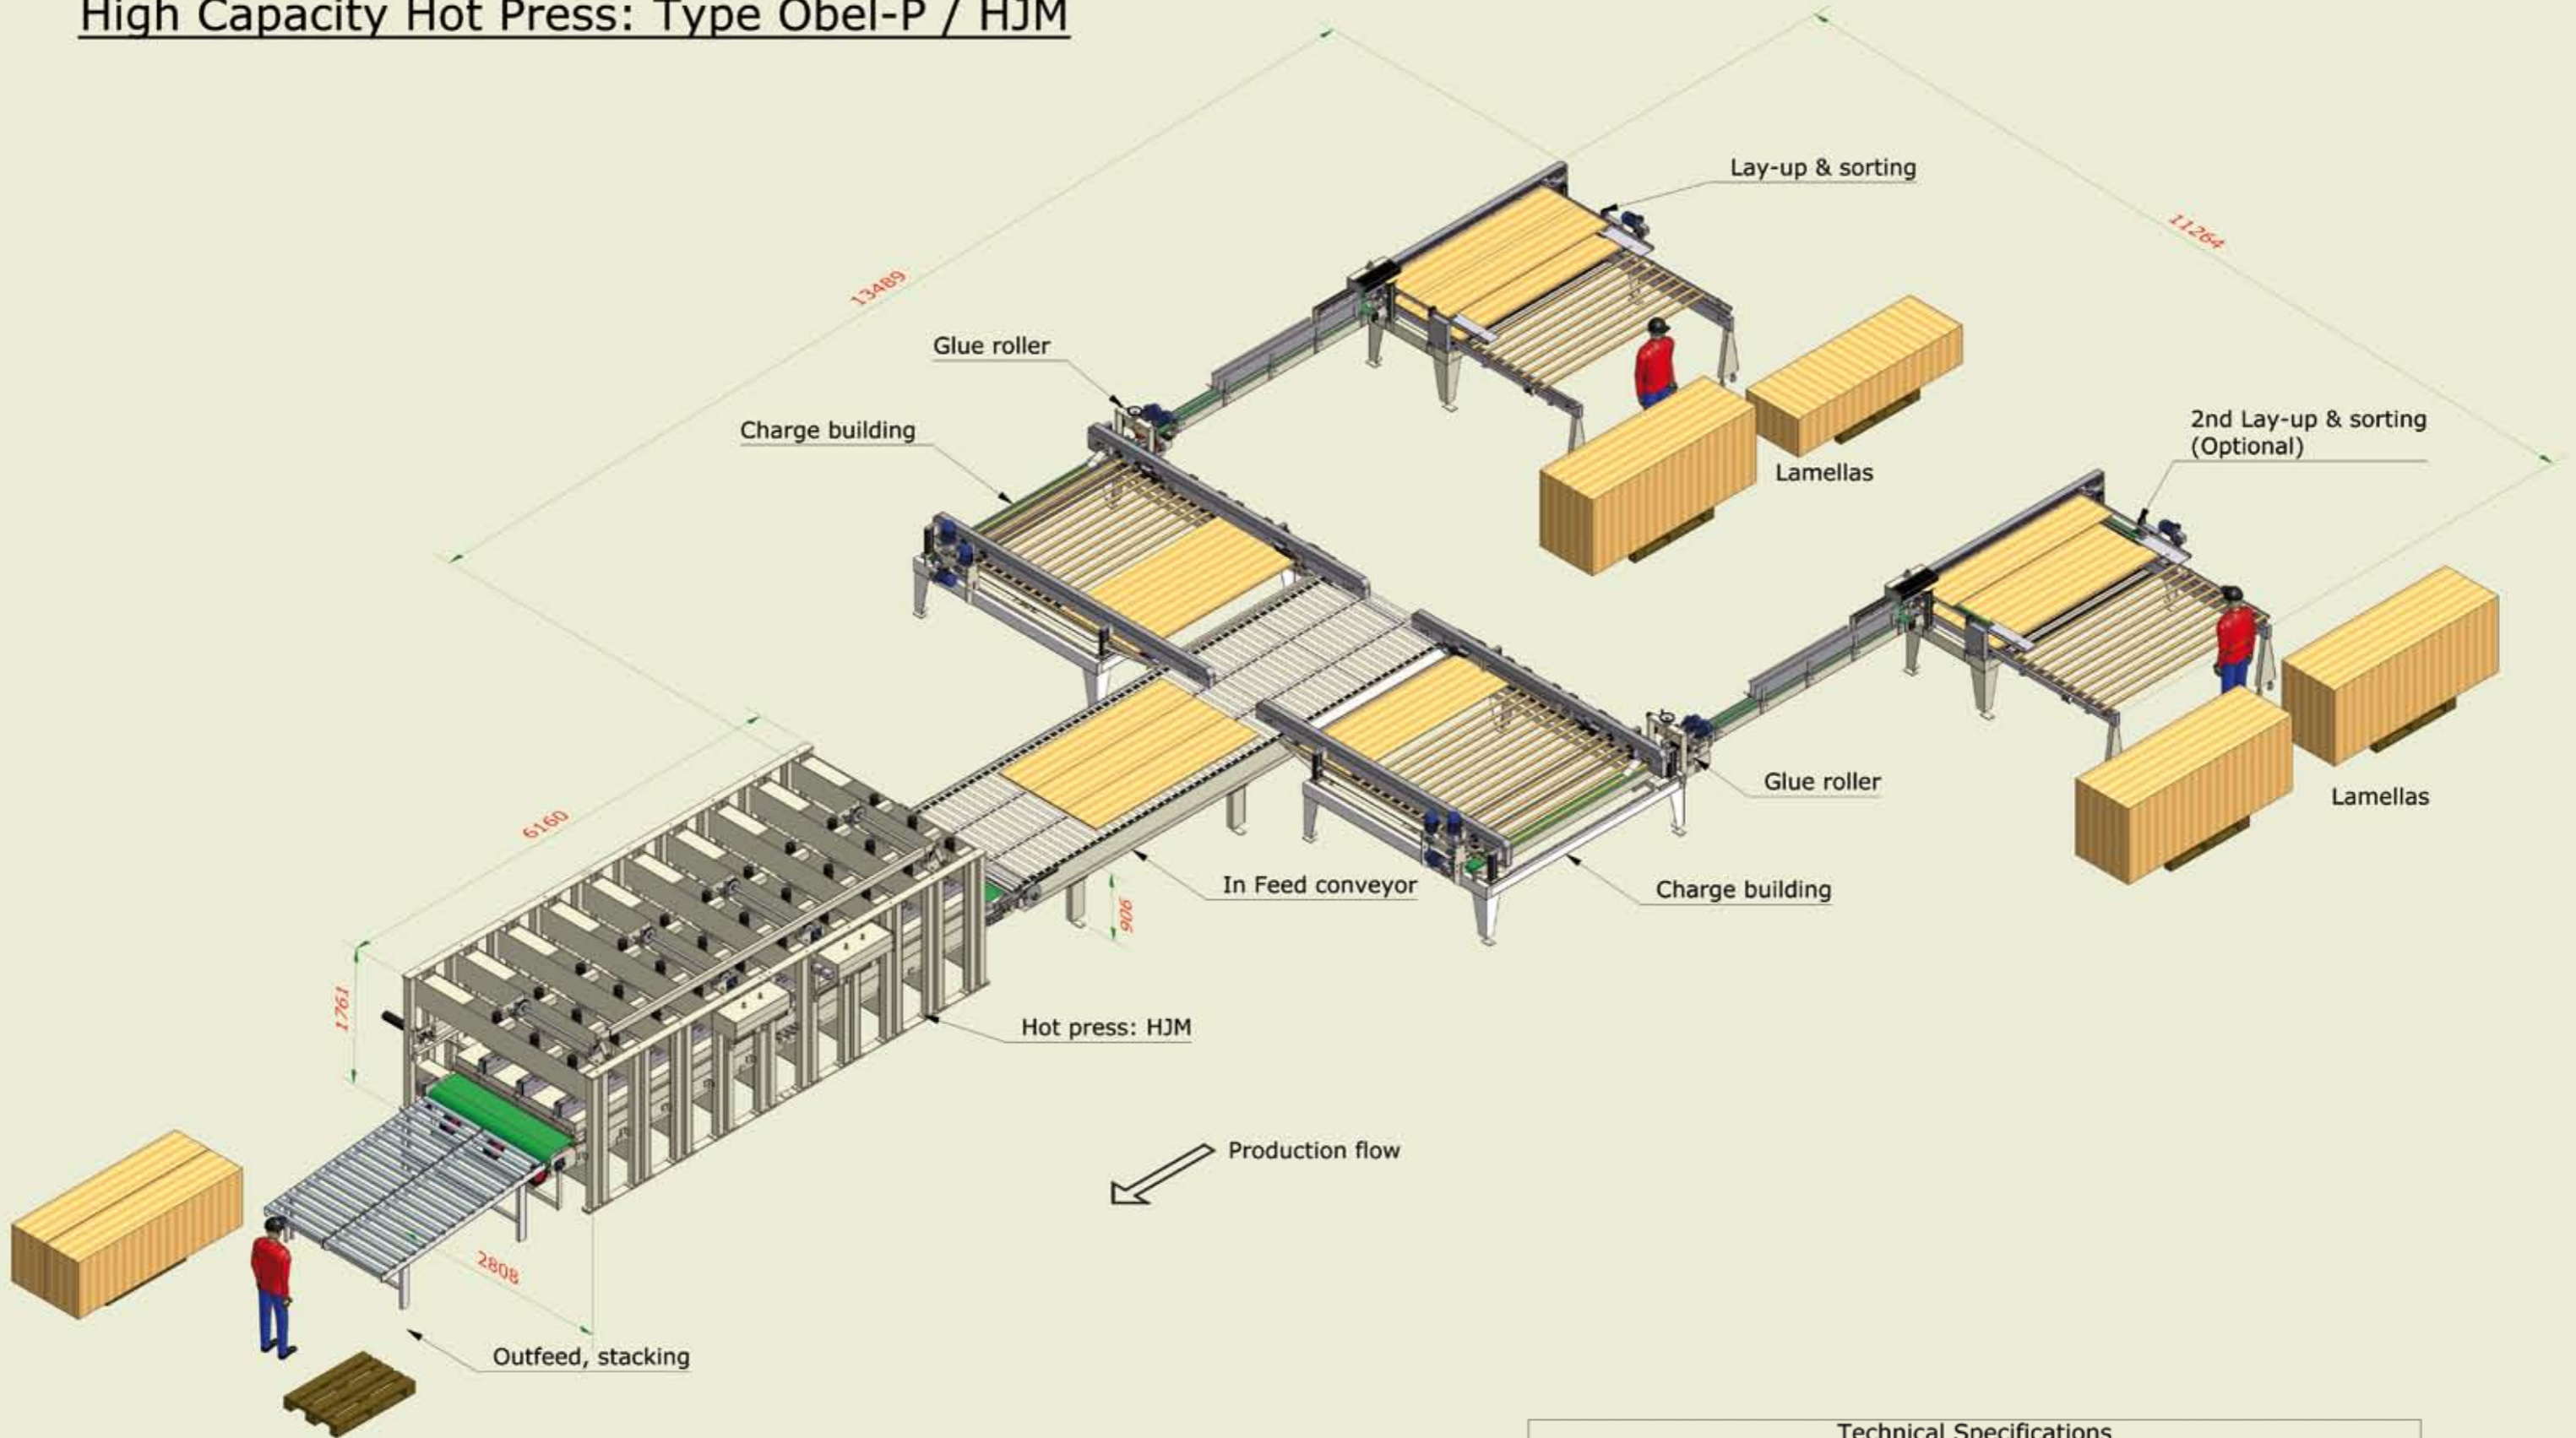 High Capacity Hot Press: Type Obel-P / HJM
11264
Lay-up & sorting
13489
Glue roller
Charge building
2nd Lay-up & sorting
(Optional)
Lamellas
Glue roller
Lamellas
6160
In Feed conveyor
Charge building
906
1761
Hot press: HJM
Production flow
2808
Outfeed, stacking
Technical Specifications